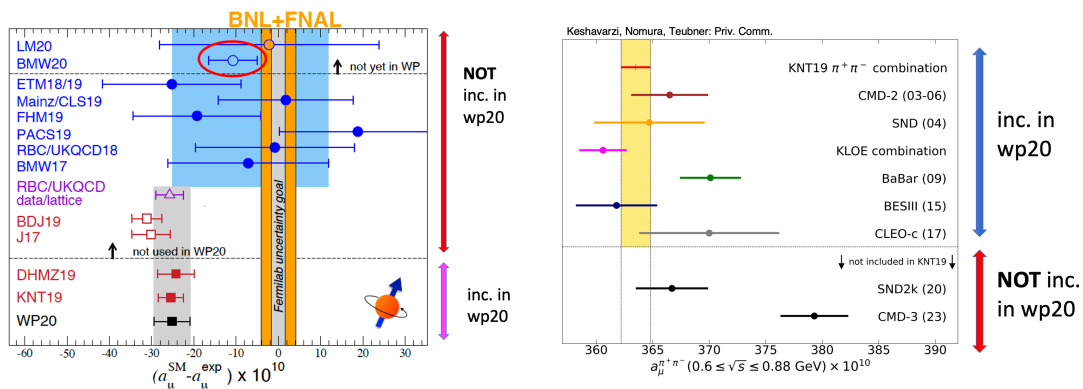 BNL+FNAL
LM20
BMW20
not yet in WP
ETM18/19
Mainz/CLS19
FHM19
PACS19
RBC/UKQCD18
BMW17
RBC/UKQCD
data/lattice
BDJ19
J17
not used in WP20
DHMZ19
KNT19
WP20
Fermilab uncertainty goal
-60 -50 -40 -30 -20 -10 0 10 20 30
(a_μ^SM - a_μ^exp) x 10^10
NOT
inc. in
wp20
inc. in
wp20
Keshavarzi, Nomura, Teubner: Priv. Comm.
KNT19 π⁺π⁻ combination
CMD-2 (03-06)
SND (04)
KLOE combination
BaBar (09)
BESIII (15)
CLEO-c (17)
not included in KNT19
SND2k (20)
CMD-3 (23)
360 365 370 375 380 385 390
a_μ^π⁺π⁻ (0.6 ≤ √s ≤ 0.88 GeV) × 10^10
inc. in
wp20
NOT inc.
in wp20